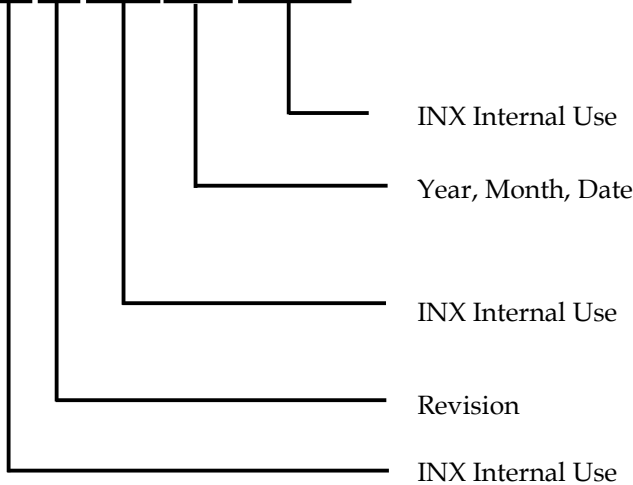 INX Internal Use
Year, Month, Date
INX Internal Use
Revision
INX Internal Use